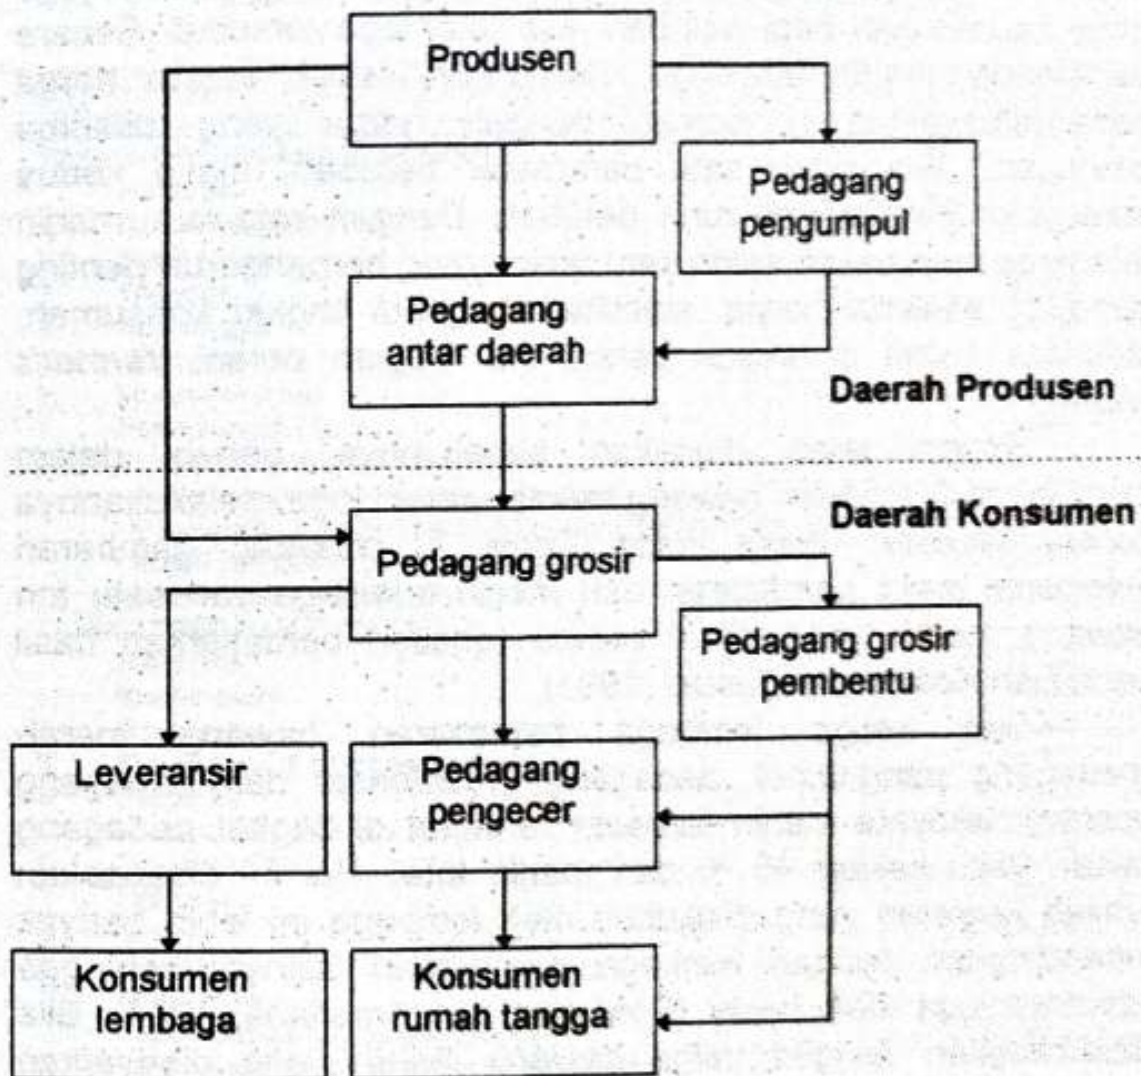 Produsen
Pedagang
pengumpul
Pedagang
antar daerah
Daerah Produsen
Daerah Konsumen
Pedagang grosir
Pedagang grosir
pembentu
Leveransir
Pedagang
pengecer
Konsumen
lembaga
Konsumen
rumah tangga